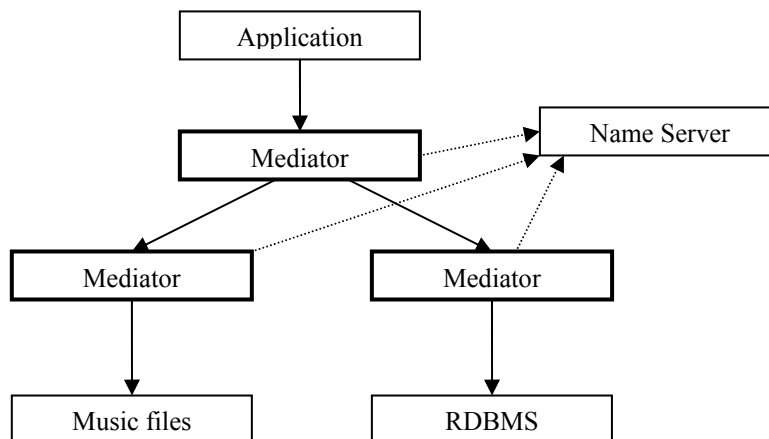 Application
Name Server
Mediator
Mediator
Mediator
Music files
RDBMS